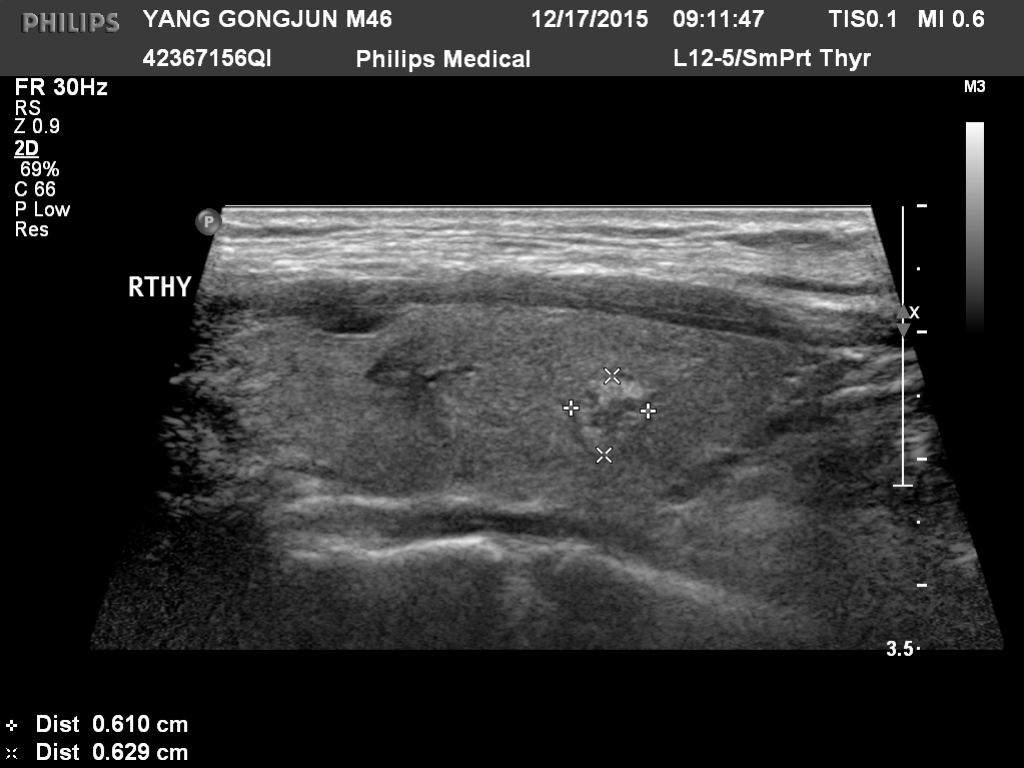 PHILIPS YANG GONGJUN M46 12/17/2015 09:11:47 TIS0.1 MI 0.6
42367156QI Philips Medical L12-5/SmPrt Thyr
FR 30Hz
M3
RS
Z 0.9
2D
69%
C 66
P Low
Res
P
RTHY
X
3.5
Dist 0.610 cm
Dist 0.629 cm